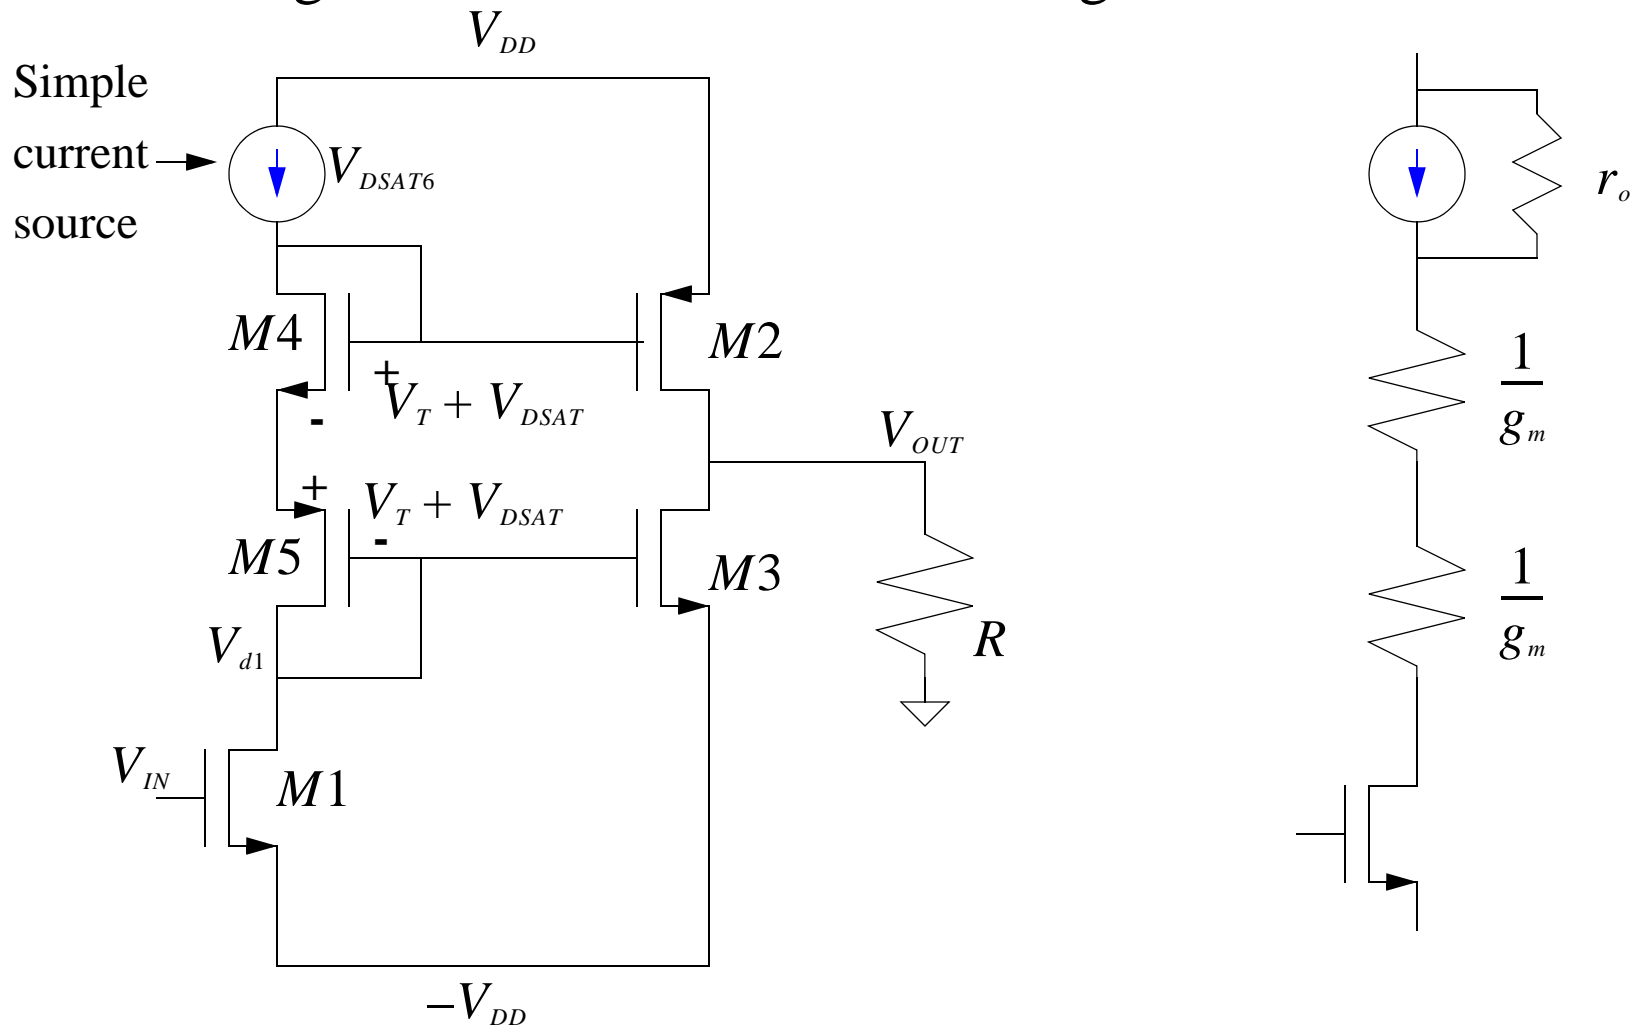 V_DD
Simple
current
source
V_DSAT6
r_o
M4
M2
+
V_T + V_DSAT
-
1
g_m
V_OUT
+
V_T + V_DSAT
-
M5
M3
1
g_m
R
V_d1
V_IN
M1
−V_DD